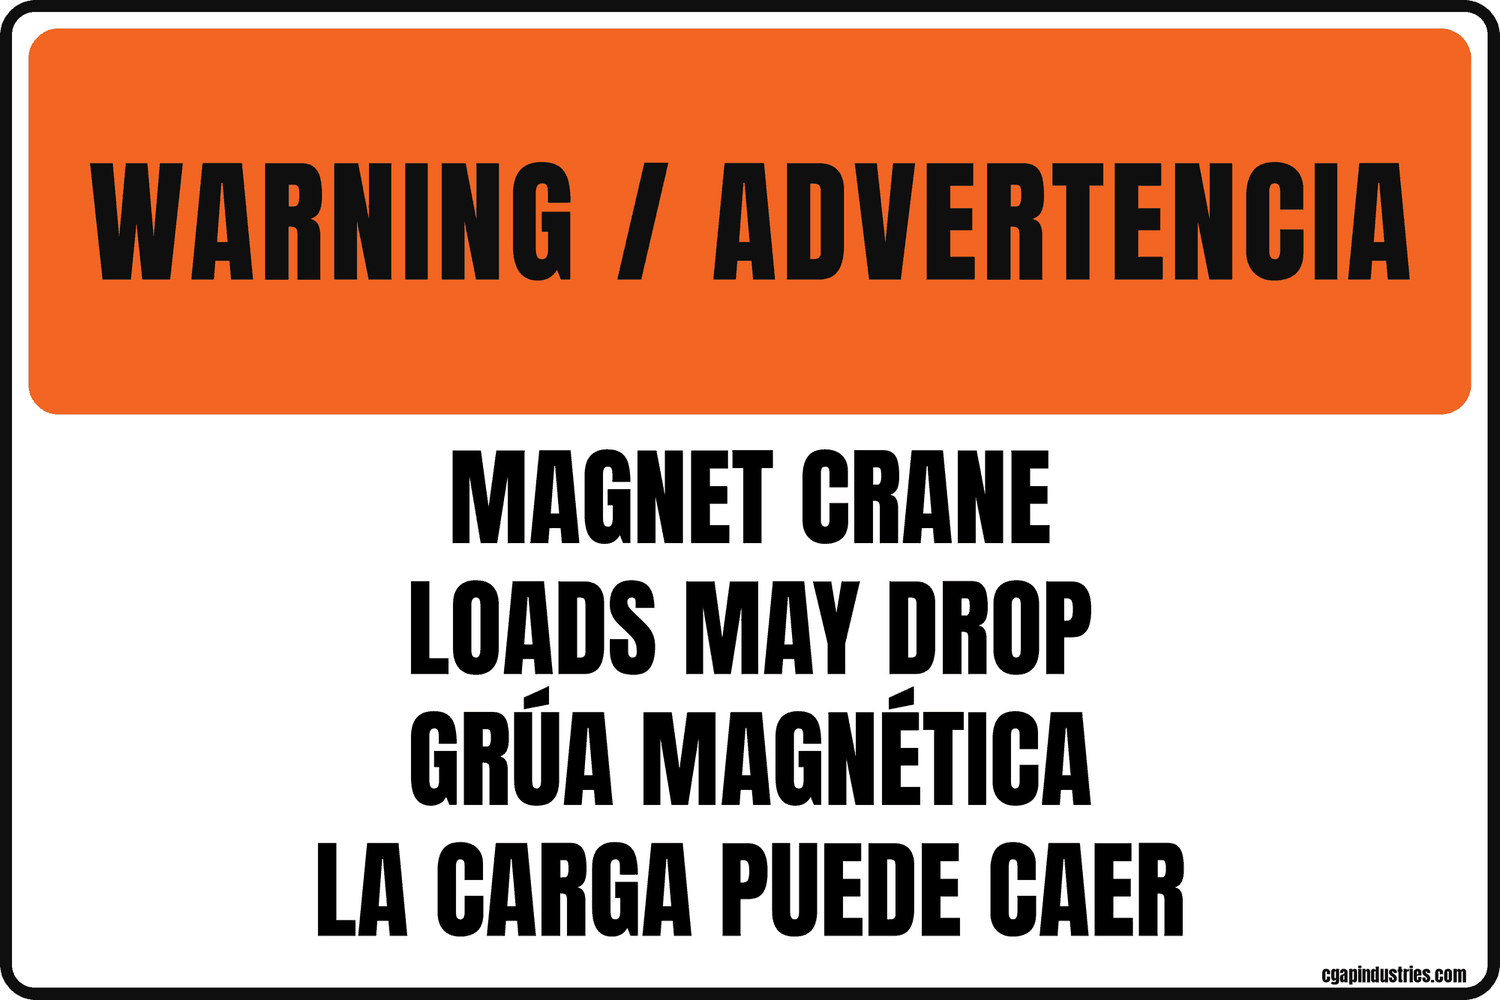 WARNING / ADVERTENCIA
MAGNET CRANE
LOADS MAY DROP
GRÚA MAGNÉTICA
LA CARGA PUEDE CAER
cgapindustries.com